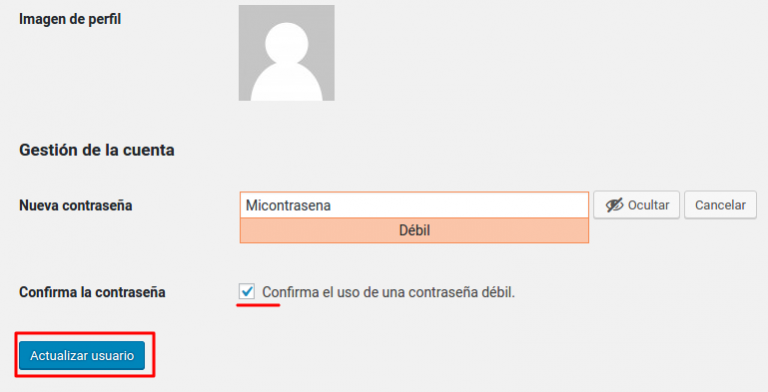 Imagen de perfil
Gestión de la cuenta
Nueva contraseña
Micontrasena
Ocultar
Cancelar
Débil
Confirma la contraseña
Confirma el uso de una contraseña débil.
Actualizar usuario